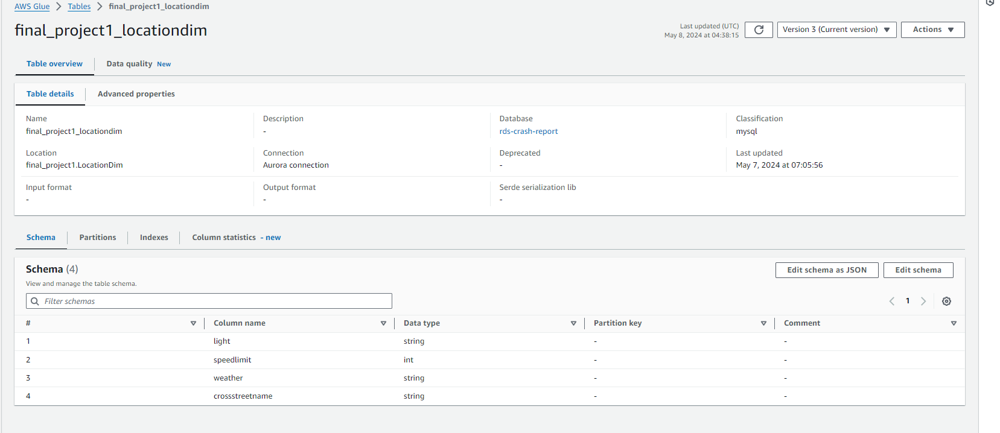 AWS Glue > Tables > final_project1_locationdim
final_project1_locationdim
Last updated (UTC)
May 8, 2024 at 04:38:15
Version 3 (Current version)
Actions
Table overview
Data quality New
Table details
Advanced properties
Name
final_project1_locationdim
Description
-
Database
rds-crash-report
Classification
mysql
Location
final_project1.LocationDim
Connection
Aurora connection
Deprecated
-
Last updated
May 7, 2024 at 07:05:56
Input format
-
Output format
-
Serde serialization lib
-
Schema
Partitions
Indexes
Column statistics - new
Schema (4)
View and manage the table schema.
Edit schema as JSON
Edit schema
Filter schemas
1
# Column name Data type Partition key Comment
1 light string - -
2 speedlimit int - -
3 weather string - -
4 crossstreetname string - -